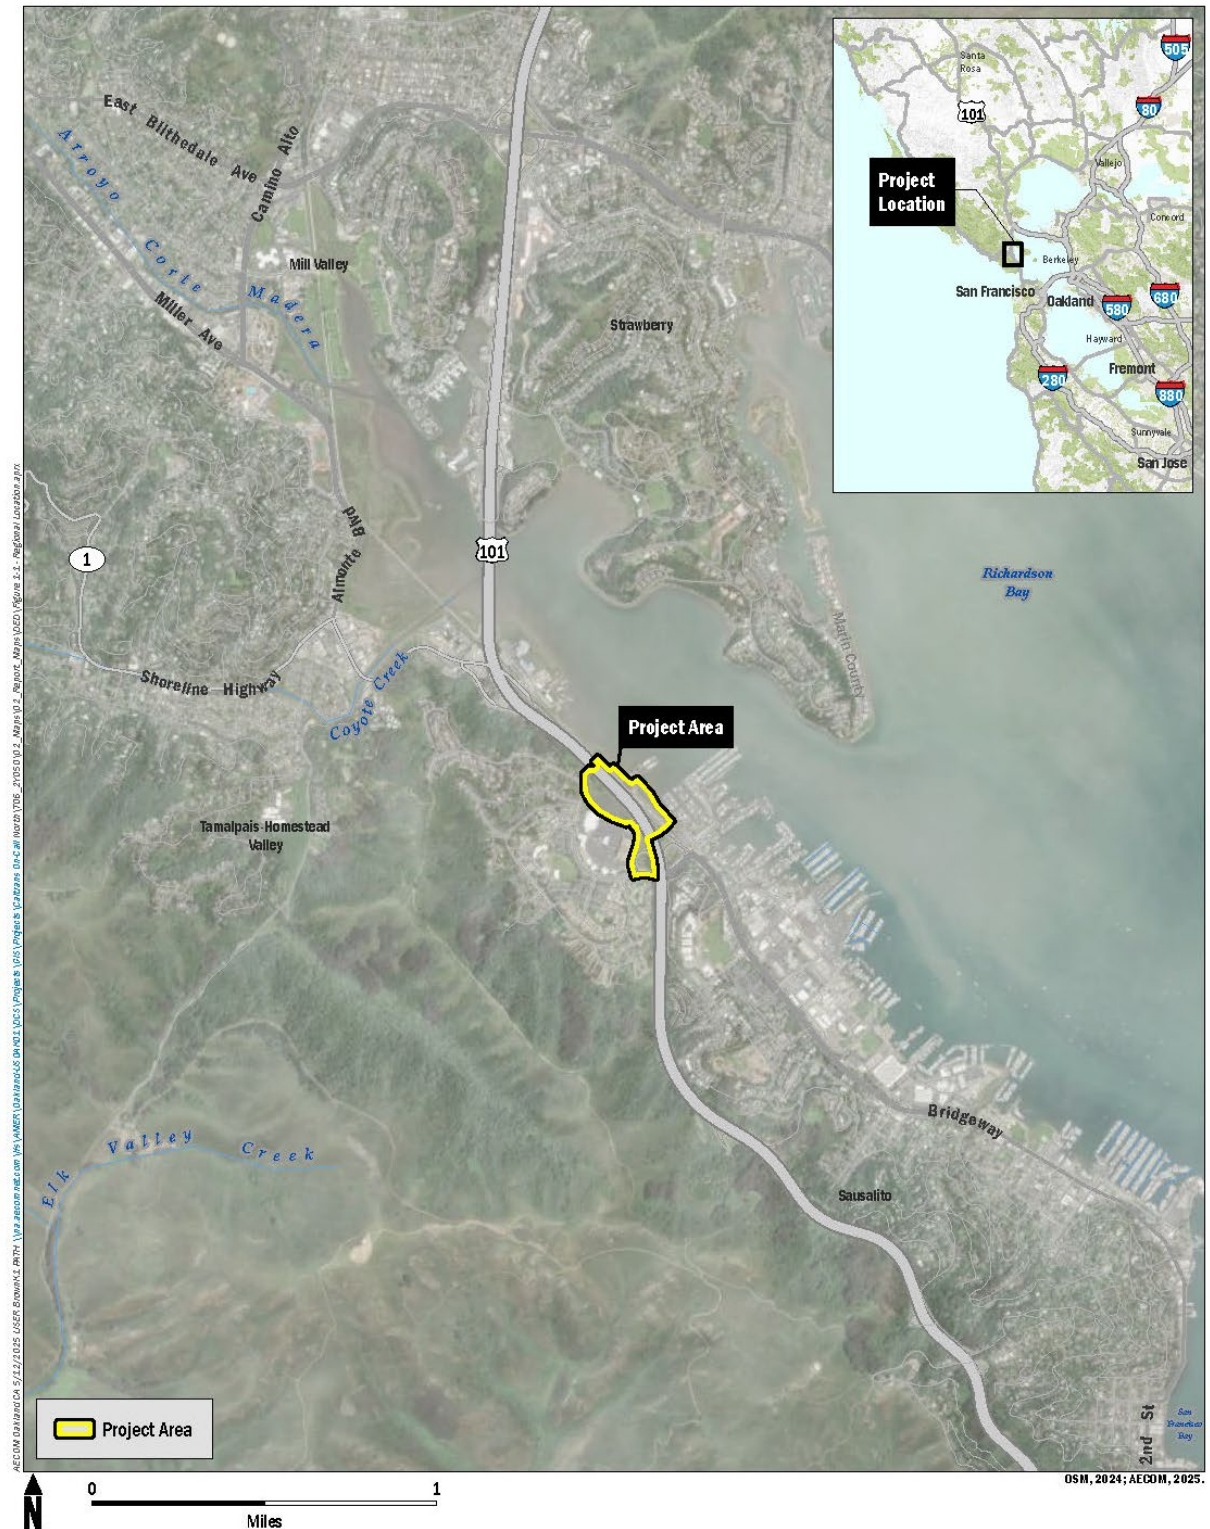 East Blithedale Ave
Camino Alto
Arroyo Corte Madera
Mill Valley
Miller Ave
Strawberry
Santa
Rosa
505
101
80
Vallejo
Project
Location
Concord
Berkeley
San Francisco
Oakland
580
680
Hayward
Fremont
280
880
Sunnyvale
San Jose
1
Almonte Blvd
101
Richardson
Bay
Marin County
Shoreline Highway
Coyote Creek
Project Area
Tamalpais-Homestead
Valley
Bridgeway
Elk Valley Creek
Sausalito
2nd St
San
Francisco
Bay
Project Area
N
0
1
Miles
OSM, 2024; AECOM, 2025.